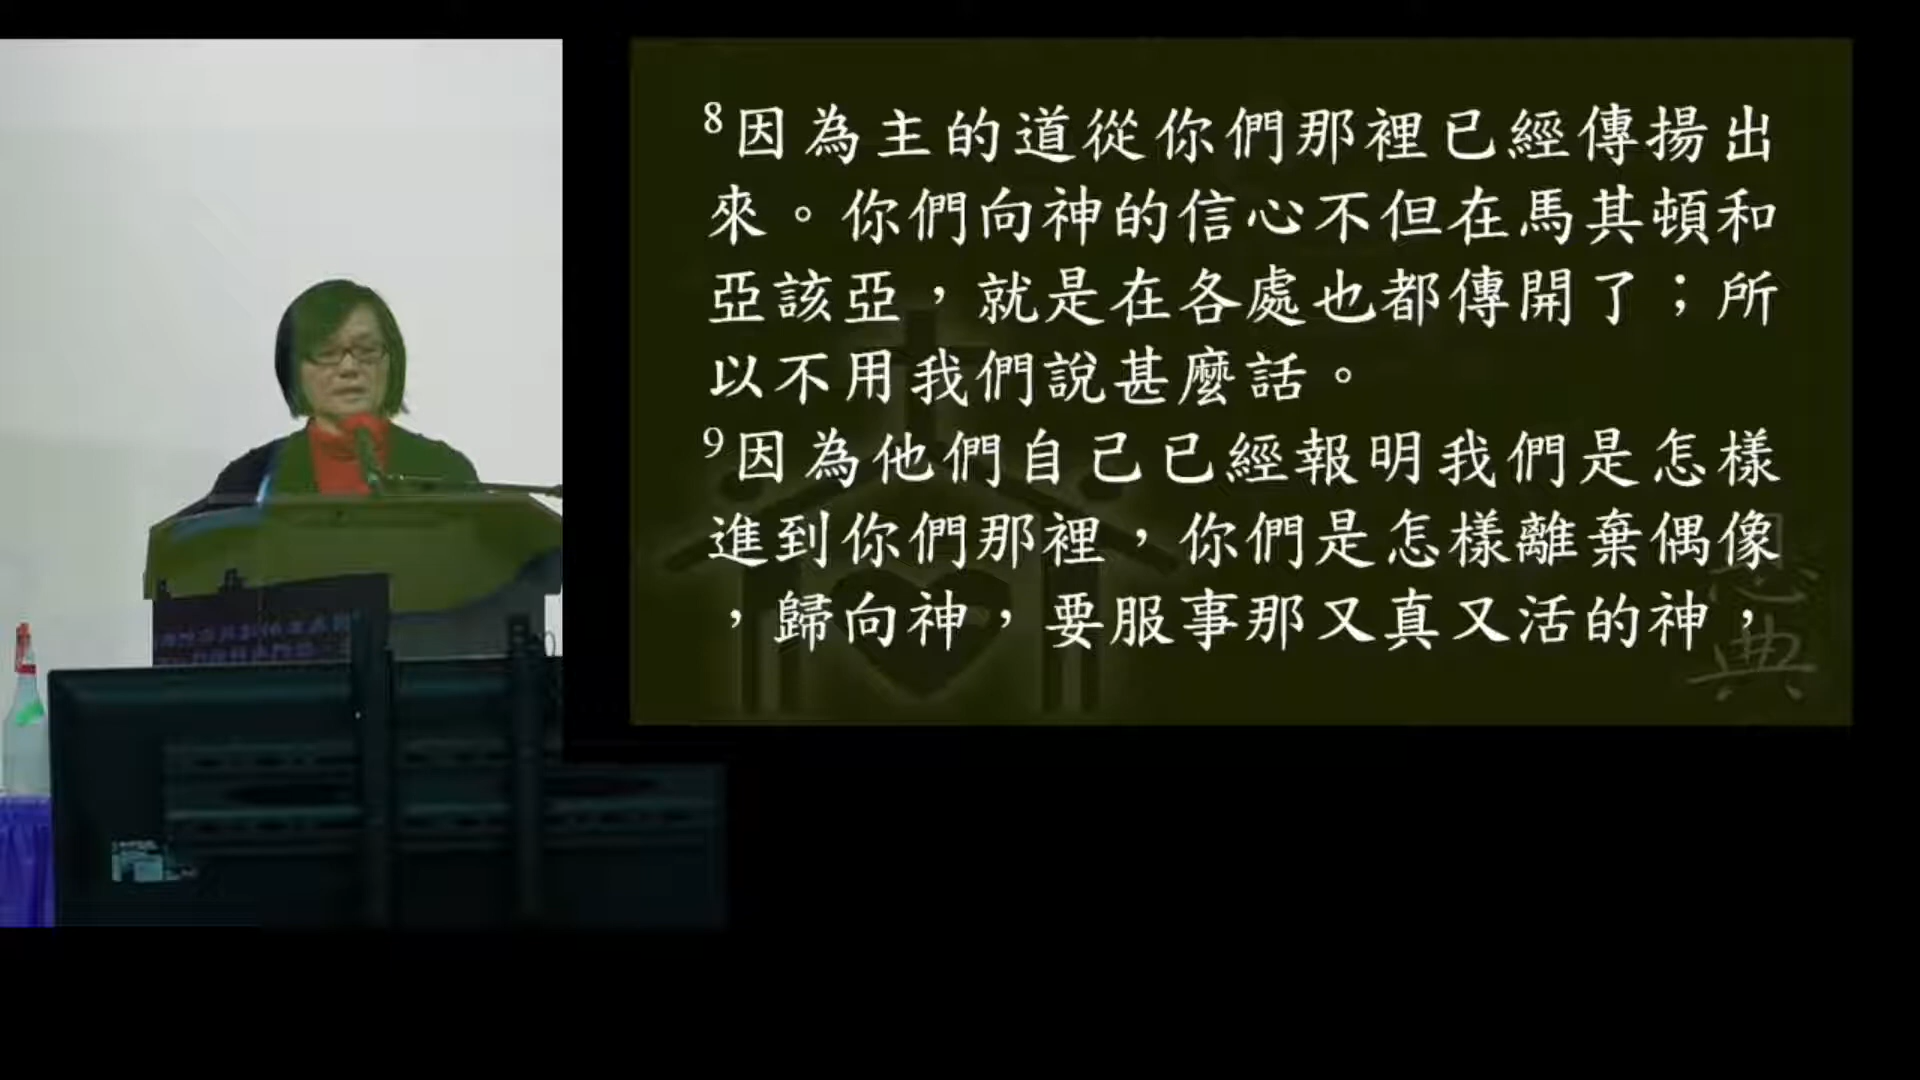 8因為主的道從你們那裡已經傳揚出
來。你們向神的信心不但在馬其頓和
亞該亞，就是在各處也都傳開了；所
以不用我們說甚麼話。
9因為他們自己已經報明我們是怎樣
進到你們那裡，你們是怎樣離棄偶像
，歸向神，要服事那又真又活的神，
恩典